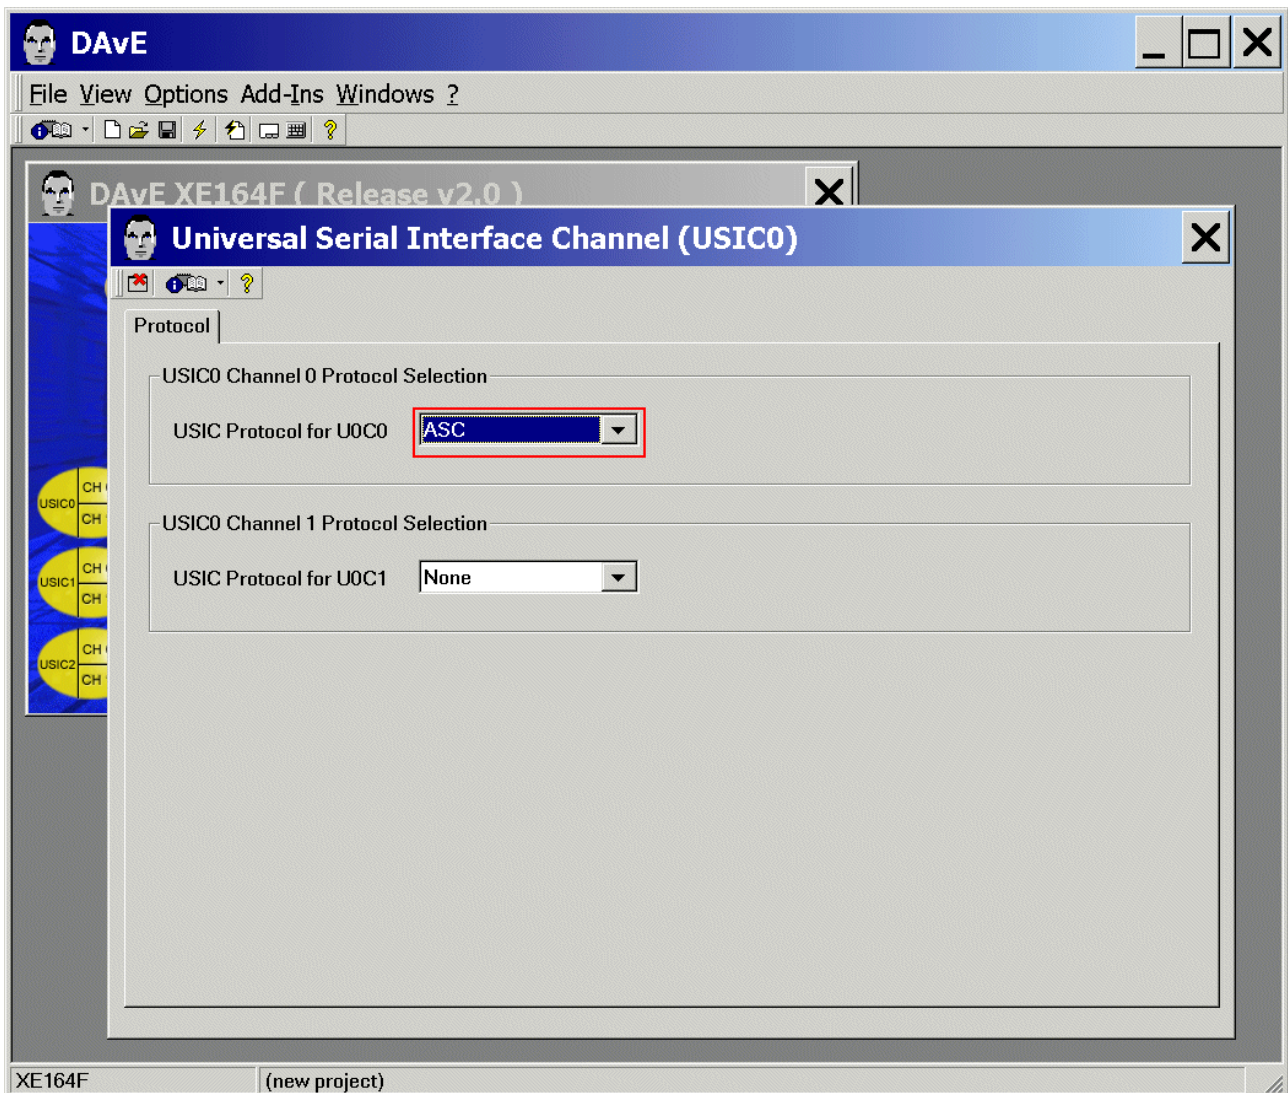 DAvE
File View Options Add-Ins Windows ?
DAvE XE164F ( Release v2.0 )
Universal Serial Interface Channel (USIC0)
Protocol
USIC0 Channel 0 Protocol Selection
USIC Protocol for U0C0 ASC
USIC0 CH
CH
USIC0 Channel 1 Protocol Selection
USIC Protocol for U0C1 None
USIC1 CH
CH
USIC2 CH
CH
XE164F (new project)